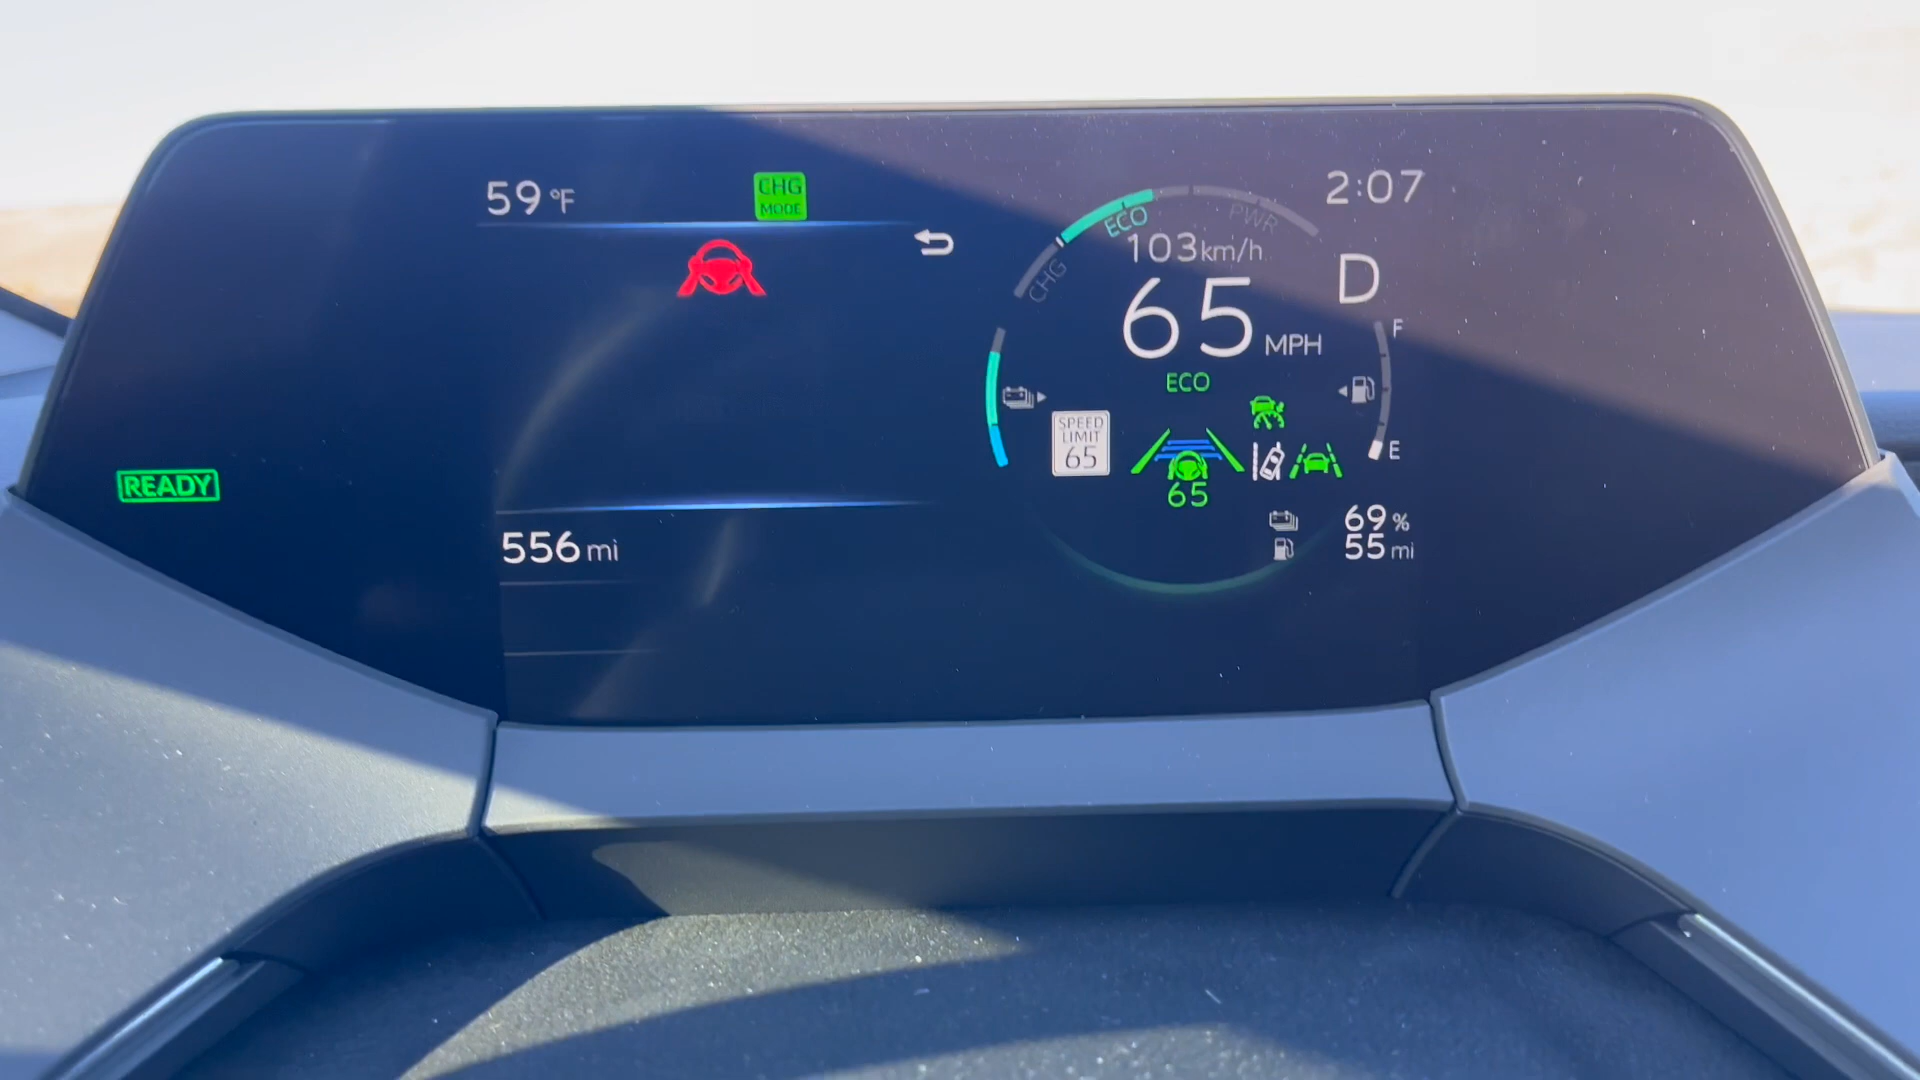 59 °F
CHG
MODE
READY
556 mi
2:07
CHG
ECO
PWR
103 km/h
65 MPH
D
ECO
F
E
SPEED
LIMIT
65
65
69 %
55 mi